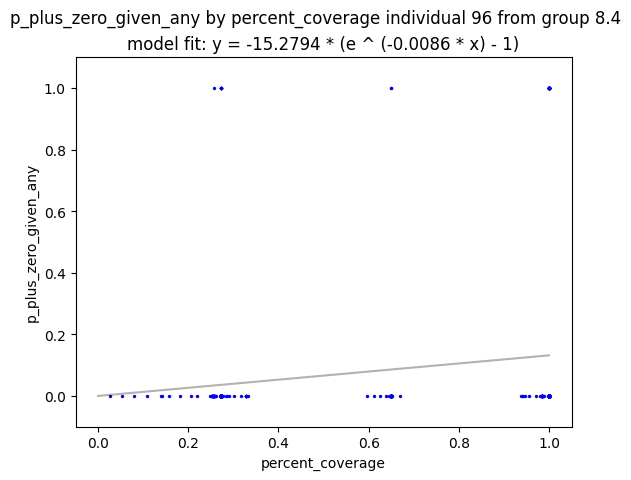 p_plus_zero_given_any by percent_coverage individual 96 from group 8.4
model fit: y = -15.2794 * (e ^ (-0.0086 * x) - 1)
1.0
0.8
0.6
0.4
0.2
0.0
p_plus_zero_given_any
0.0 0.2 0.4 0.6 0.8 1.0
percent_coverage